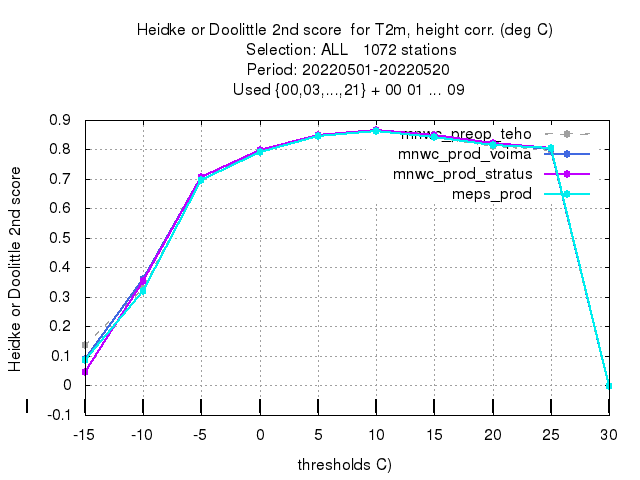 Heidke or Doolittle 2nd score for T2m, height corr. (deg C)
Selection: ALL 1072 stations
Period: 20220501-20220520
Used {00,03,...,21} + 00 01 ... 09
mnwc_preop_teho
mnwc_prod_voima
mnwc_prod_stratus
meps_prod
Heidke or Doolittle 2nd score
0.9
0.8
0.7
0.6
0.5
0.4
0.3
0.2
0.1
0
-0.1
-15 -10 -5 0 5 10 15 20 25 30
thresholds C)